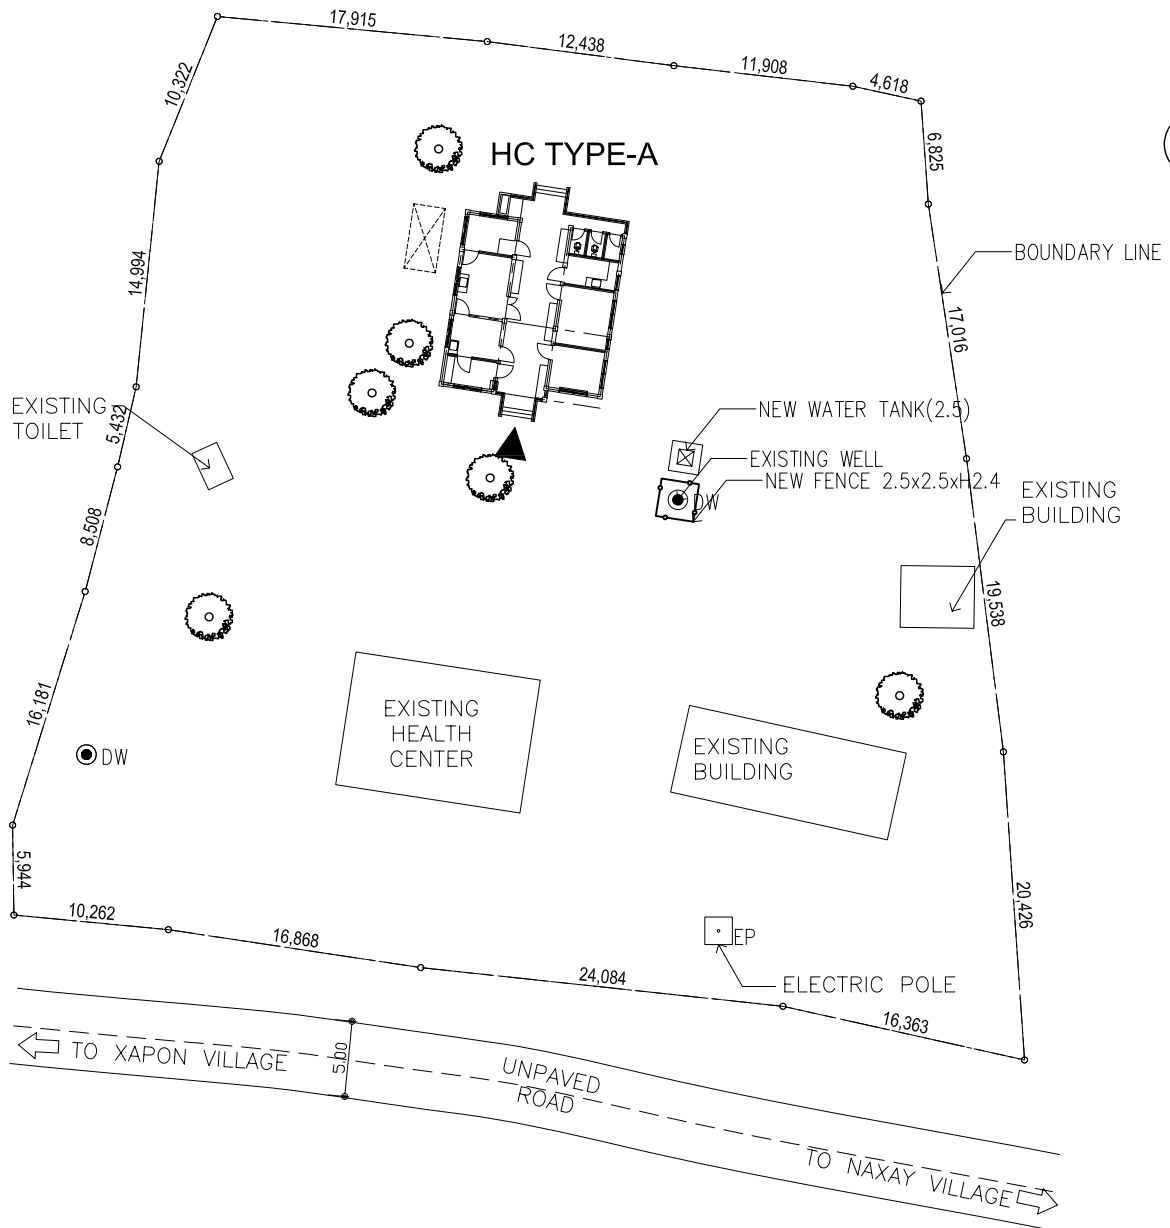 17,915
12,438
11,908
4,618
10,322
6,825
HC TYPE-A
BOUNDARY LINE
14,994
17,016
EXISTING
TOILET
5,432
NEW WATER TANK(2.5)
EXISTING WELL
NEW FENCE 2.5x2.5xH2.4
DW
EXISTING
BUILDING
8,508
19,538
16,181
EXISTING
HEALTH
CENTER
EXISTING
BUILDING
DW
5,944
20,426
10,262
16,868
EP
24,084
ELECTRIC POLE
16,363
TO XAPON VILLAGE
5.00
UNPAVED
ROAD
TO NAXAY VILLAGE